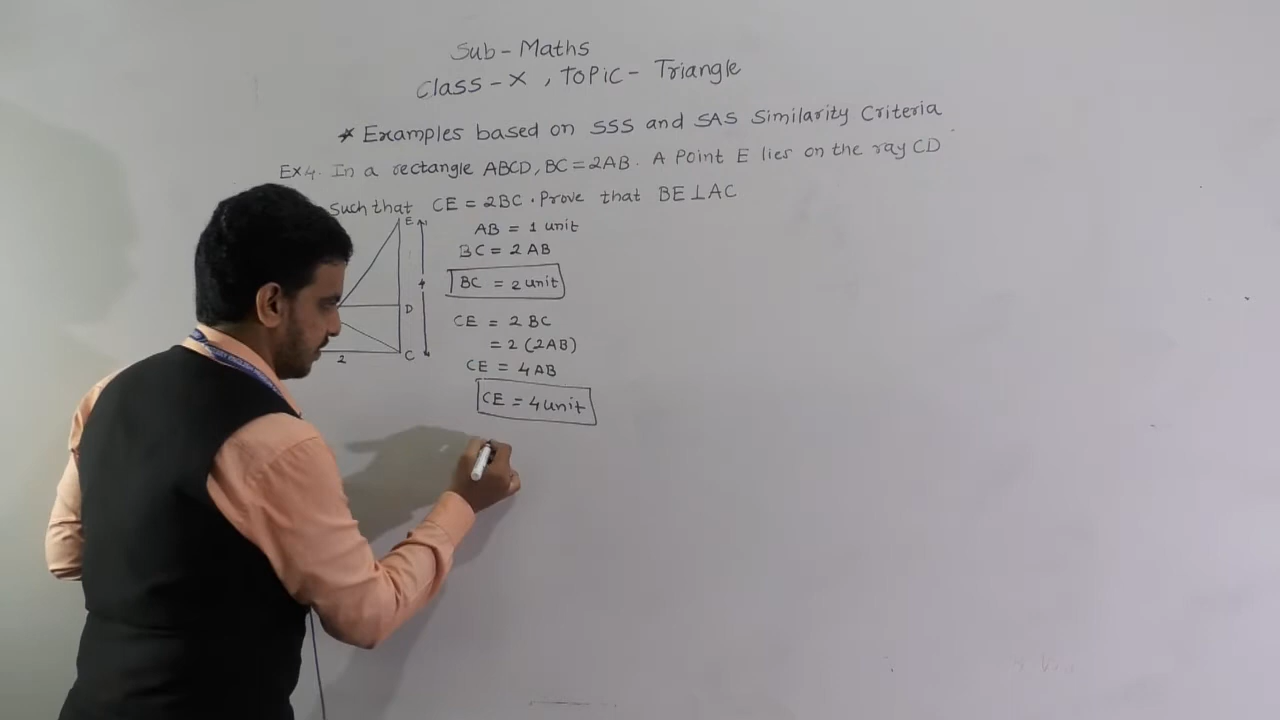 Sub - Maths
Class - X , TOPIC - Triangle
* Examples based on SSS and SAS Similarity Criteria
Ex 4. In a rectangle ABCD, BC = 2AB. A Point E lies on the ray CD
such that CE = 2BC. Prove that BE ⊥ AC
E
4
D
C
2
AB = 1 unit
BC = 2 AB
BC = 2 unit
CE = 2 BC
= 2 (2AB)
CE = 4AB
CE = 4 unit